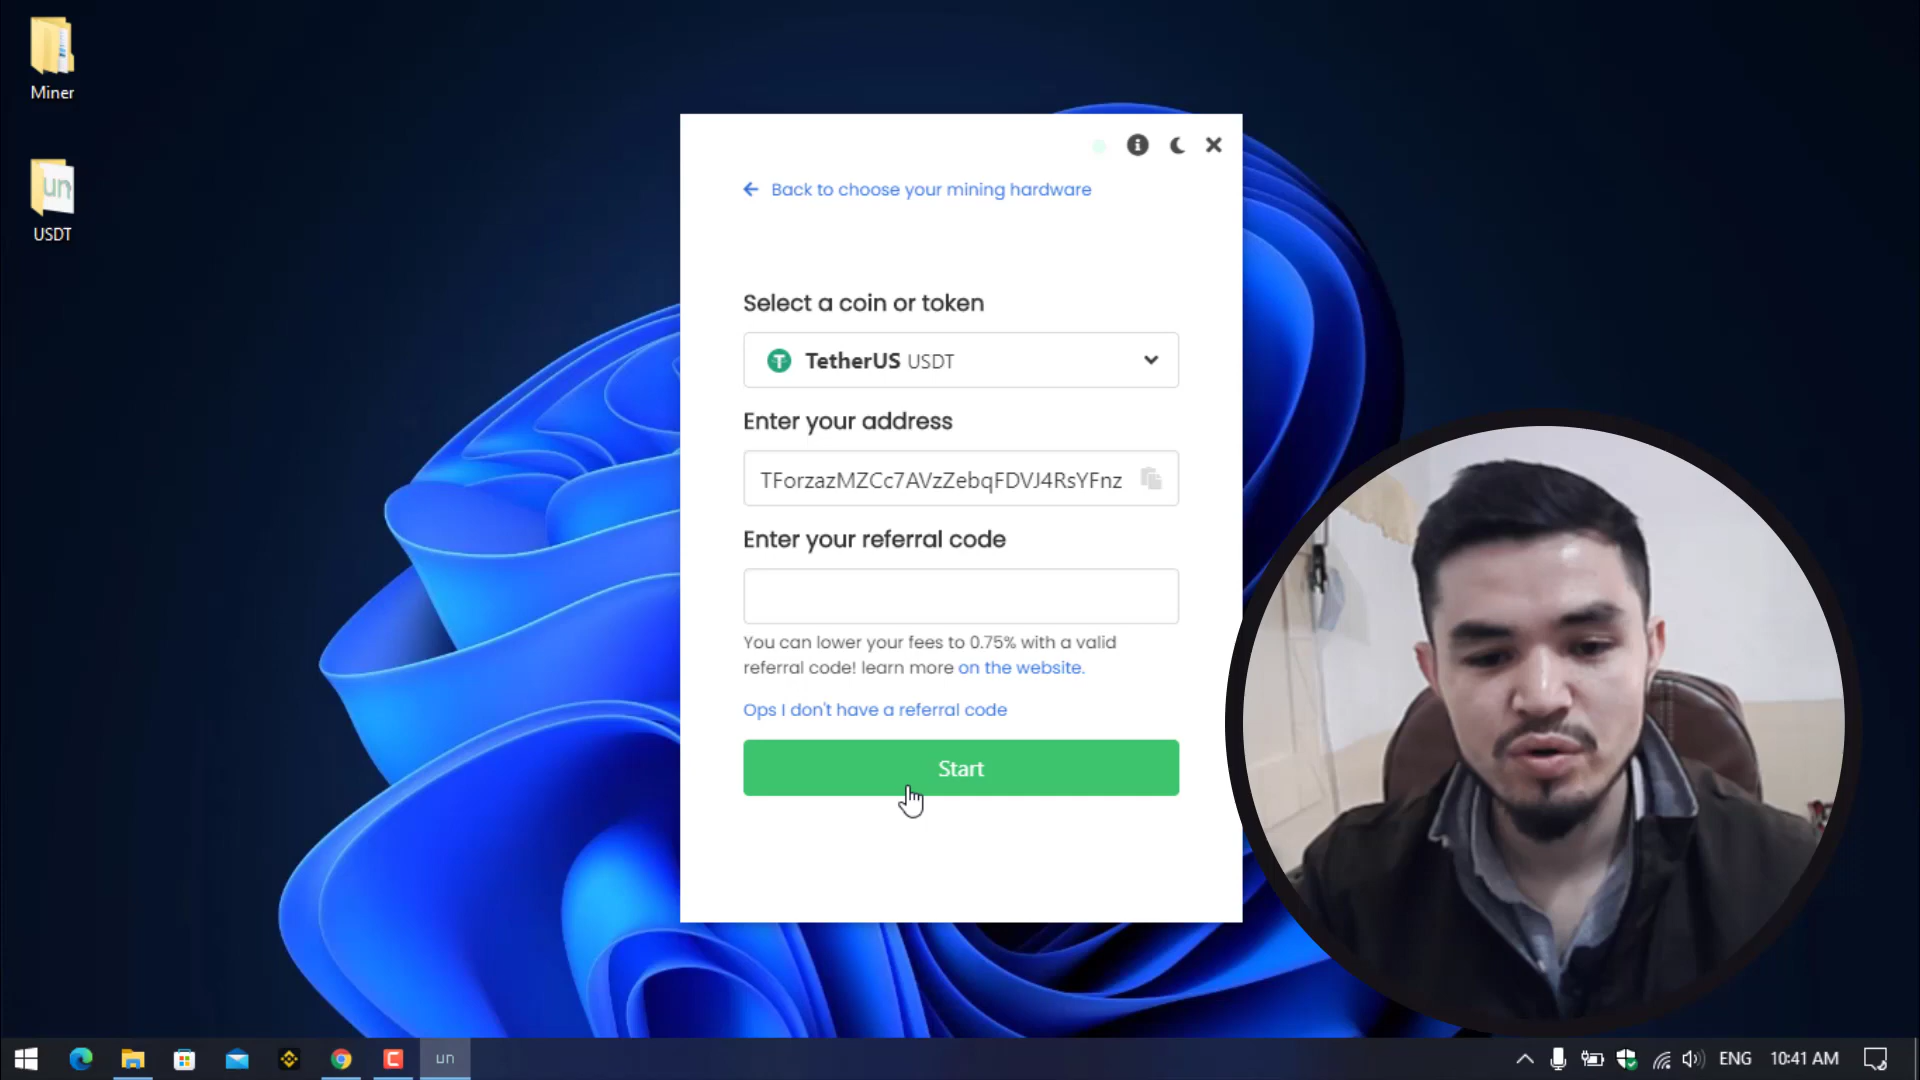 Miner
un
USDT
Back to choose your mining hardware
Select a coin or token
TetherUS USDT
Enter your address
TForzazMZCc7AVzZebqFDVJ4RsYFnz
Enter your referral code
You can lower your fees to 0.75% with a valid
referral code! learn more on the website.
Ops I don't have a referral code
Start
un
ENG
10:41 AM